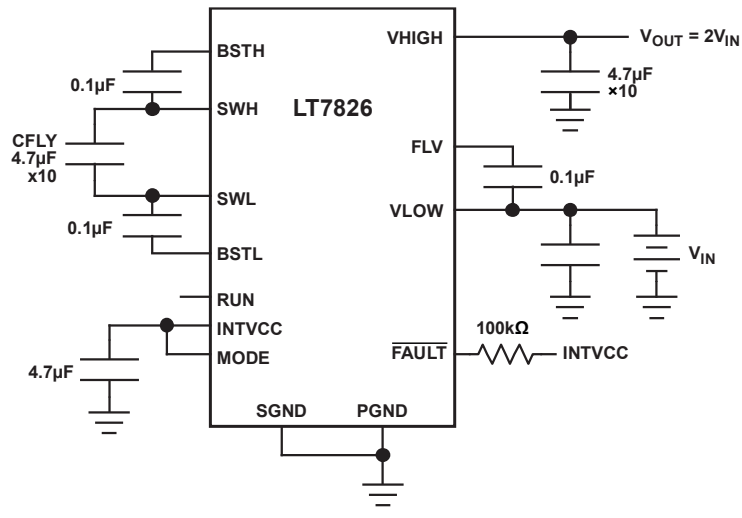 BSTH
0.1µF
SWH
CFLY
4.7µF
x10
SWL
0.1µF
BSTL
RUN
INTVCC
MODE
4.7µF
LT7826
SGND
PGND
VHIGH
VOUT = 2VIN
4.7µF
×10
FLV
0.1µF
VLOW
VIN
FAULT
100kΩ
INTVCC